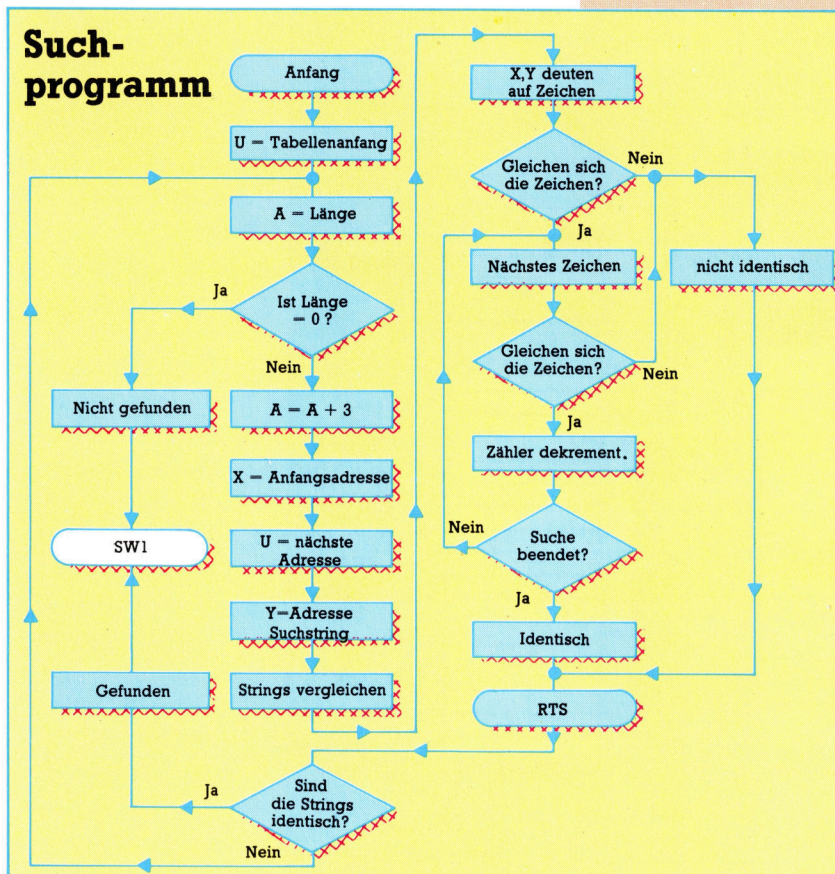 Such-
programm
Anfang
U = Tabellenanfang
A = Länge
Ja
Ist Länge
= 0 ?
Nein
Nicht gefunden
A = A + 3
X = Anfangsadresse
SW1
U = nächste
Adresse
Y=Adresse
Suchstring
Gefunden
Strings vergleichen
Ja
Sind
die Strings
identisch?
Nein
X,Y deuten
auf Zeichen
Nein
Gleichen sich
die Zeichen?
Ja
Nächstes Zeichen
nicht identisch
Gleichen sich
die Zeichen?
Nein
Ja
Zähler dekrement.
Nein
Suche
beendet?
Ja
Identisch
RTS